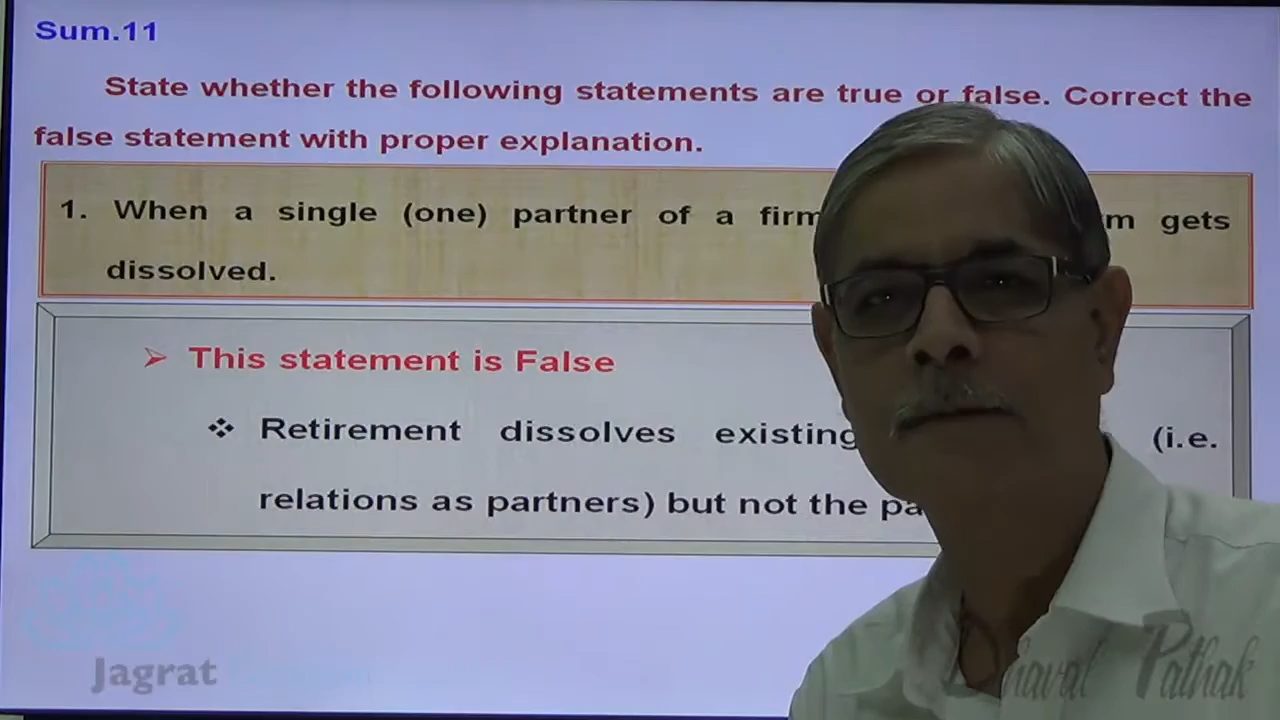 Sum.11
State whether the following statements are true or false. Correct the
false statement with proper explanation.
1. When a single (one) partner of a firm gets
dissolved.
➢ This statement is False
❖ Retirement dissolves existing (i.e.
relations as partners) but not the
Jagrat
Dhaval Pathak